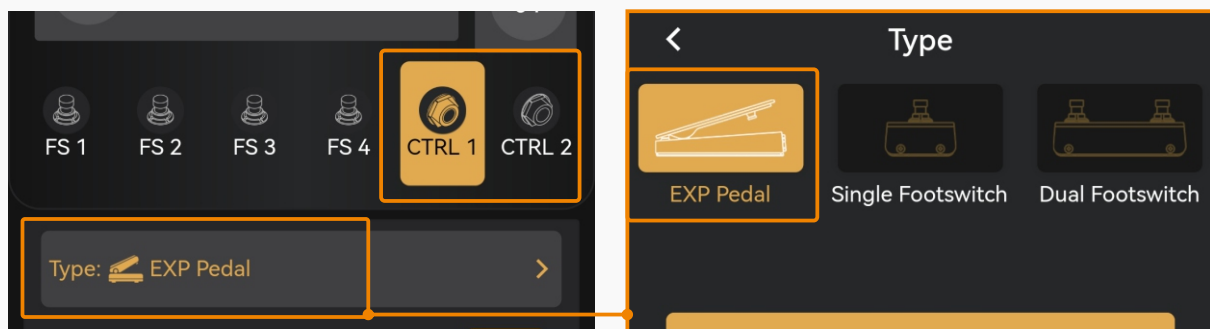 FS 1 FS 2 FS 3 FS 4 CTRL 1 CTRL 2
Type: EXP Pedal
Type
EXP Pedal Single Footswitch Dual Footswitch